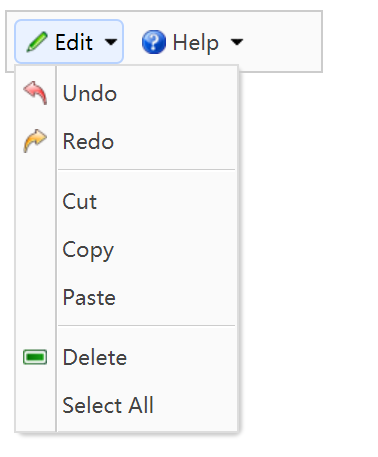 Edit Help
Undo
Redo
Cut
Copy
Paste
Delete
Select All